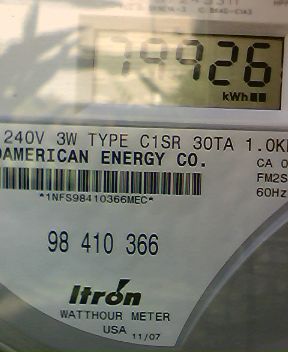 79926
kWh
240V 3W TYPE C1SR 30TA 1.0K
AMERICAN ENERGY CO.
CA 0
FM2S
60Hz
*1NFS98410366MEC*
98 410 366
Itron
WATTHOUR METER
USA 11/07